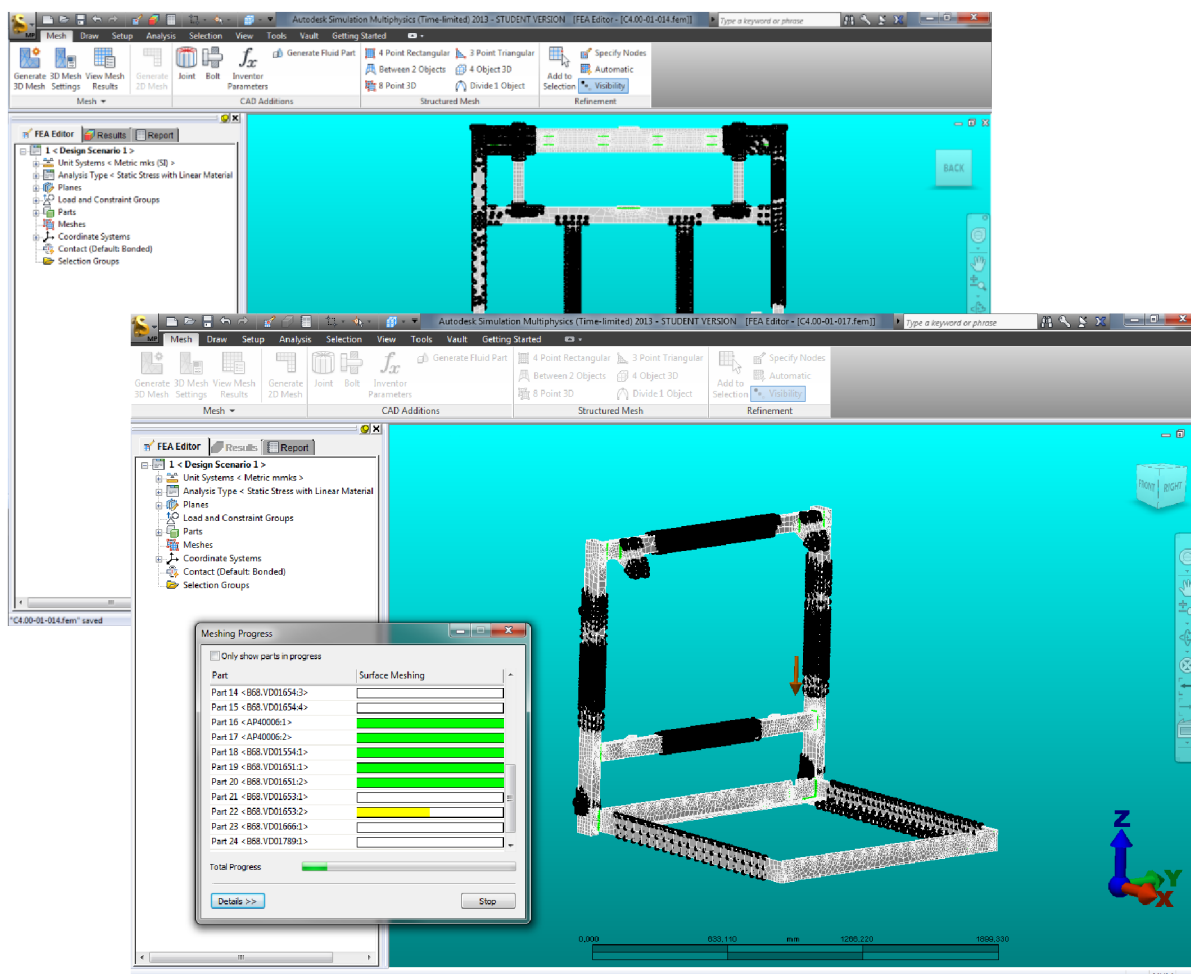 Autodesk Simulation Multiphysics (Time-limited) 2013 - STUDENT VERSION [FEA Editor - [C4.00-01-014.fem]] Type a keyword or phrase
MP Mesh Draw Setup Analysis Selection View Tools Vault Getting Started
Generate 3D Mesh
3D Mesh Settings
View Mesh Results
Generate 2D Mesh
Joint
Bolt
Inventor Parameters
Generate Fluid Part
4 Point Rectangular
3 Point Triangular
Between 2 Objects
4 Object 3D
8 Point 3D
Divide 1 Object
Add to Selection
Specify Nodes
Automatic
Visibility
Mesh CAD Additions Structured Mesh Refinement
FEA Editor Results Report
1 < Design Scenario 1 >
Unit Systems < Metric mks (SI) >
Analysis Type < Static Stress with Linear Material
Planes
Load and Constraint Groups
Parts
Meshes
Coordinate Systems
Contact (Default: Bonded)
Selection Groups
BACK
"C4.00-01-014.fem" saved
Autodesk Simulation Multiphysics (Time-limited) 2013 - STUDENT VERSION [FEA Editor - [C4.00-01-017.fem]] Type a keyword or phrase
MP Mesh Draw Setup Analysis Selection View Tools Vault Getting Started
Generate 3D Mesh
3D Mesh Settings
View Mesh Results
Generate 2D Mesh
Joint
Bolt
Inventor Parameters
Generate Fluid Part
4 Point Rectangular
3 Point Triangular
Between 2 Objects
4 Object 3D
8 Point 3D
Divide 1 Object
Add to Selection
Specify Nodes
Automatic
Visibility
Mesh CAD Additions Structured Mesh Refinement
FEA Editor Results Report
1 < Design Scenario 1 >
Unit Systems < Metric mmks >
Analysis Type < Static Stress with Linear Material
Planes
Load and Constraint Groups
Parts
Meshes
Coordinate Systems
Contact (Default: Bonded)
Selection Groups
FRONT RIGHT
Meshing Progress
Only show parts in progress
Part Surface Meshing
Part 14 <B68.VD01654:3>
Part 15 <B68.VD01654:4>
Part 16 <AP40006:1>
Part 17 <AP40006:2>
Part 18 <B68.VD01554:1>
Part 19 <B68.VD01651:1>
Part 20 <B68.VD01651:2>
Part 21 <B68.VD01653:1>
Part 22 <B68.VD01653:2>
Part 23 <B68.VD01666:1>
Part 24 <B68.VD01789:1>
Total Progress
Details >> Stop
Z
Y
X
0,000 633,110 mm 1266,220 1899,330